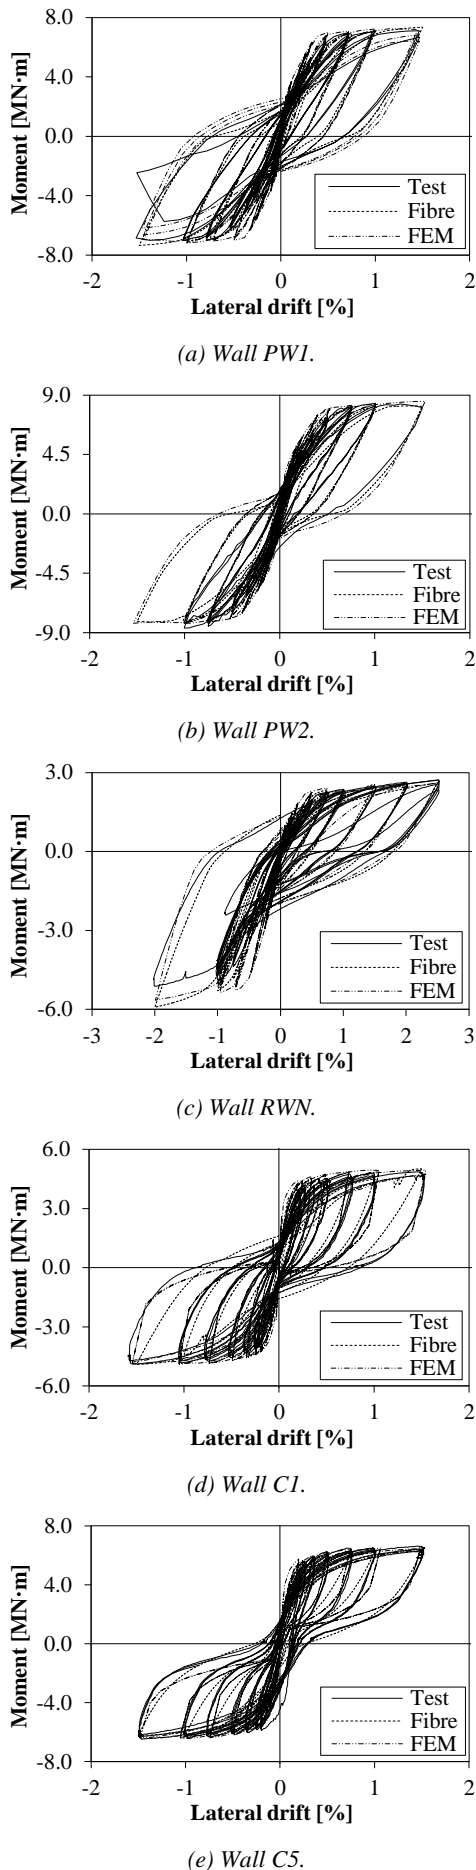 8.0
4.0
0.0
-4.0
-8.0
Moment [MN·m]
Test
Fibre
FEM
-2 -1 0 1 2
Lateral drift [%]
(a) Wall PW1.
9.0
4.5
0.0
-4.5
-9.0
Moment [MN·m]
Test
Fibre
FEM
-2 -1 0 1 2
Lateral drift [%]
(b) Wall PW2.
3.0
0.0
-3.0
-6.0
Moment [MN·m]
Test
Fibre
FEM
-3 -2 -1 0 1 2 3
Lateral drift [%]
(c) Wall RWN.
6.0
3.0
0.0
-3.0
-6.0
Moment [MN·m]
Test
Fibre
FEM
-2 -1 0 1 2
Lateral drift [%]
(d) Wall C1.
8.0
4.0
0.0
-4.0
-8.0
Moment [MN·m]
Test
Fibre
FEM
-2 -1 0 1 2
Lateral drift [%]
(e) Wall C5.